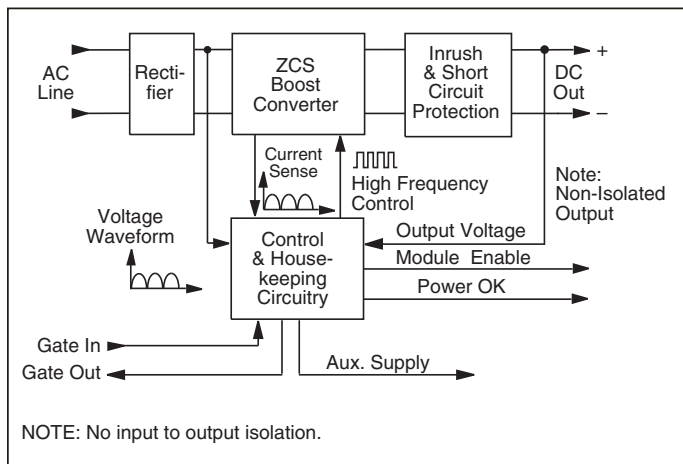 AC
Line
Recti-
fier
ZCS
Boost
Converter
Inrush
& Short
Circuit
Protection
+
DC
Out
–
Current
Sense
High Frequency
Control
Note:
Non-Isolated
Output
Voltage
Waveform
Control
& House-
keeping
Circuitry
Output Voltage
Module Enable
Power OK
Gate In
Gate Out
Aux. Supply
NOTE: No input to output isolation.